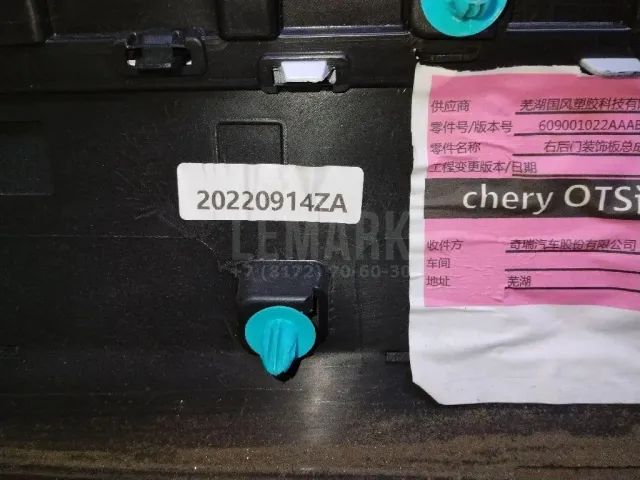 供应商 芜湖国风塑胶科技有
零件号/版本号 609001022AAAB
零件名称 右后门装饰板总成
工程变更版本/日期
20220914ZA
chery OTS
LEMARK
+7 (8172) 70-60-30
收件方 奇瑞汽车股份有限公司
车间
地址 芜湖